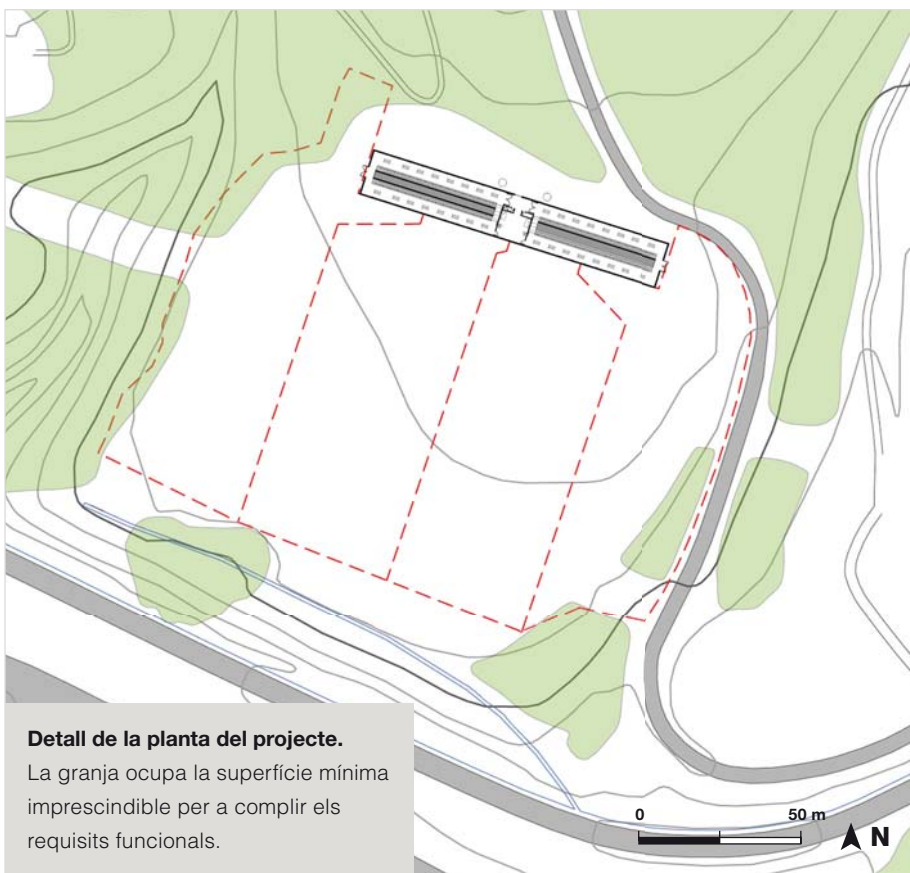 Detall de la planta del projecte.
La granja ocupa la superfície mínima
imprescindible per a complir els
requisits funcionals.
0 50 m
N